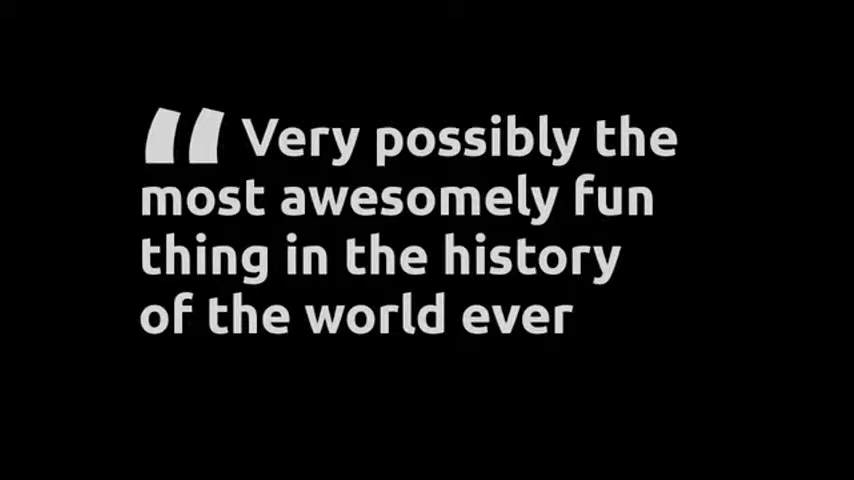 “Very possibly the
most awesomely fun
thing in the history
of the world ever